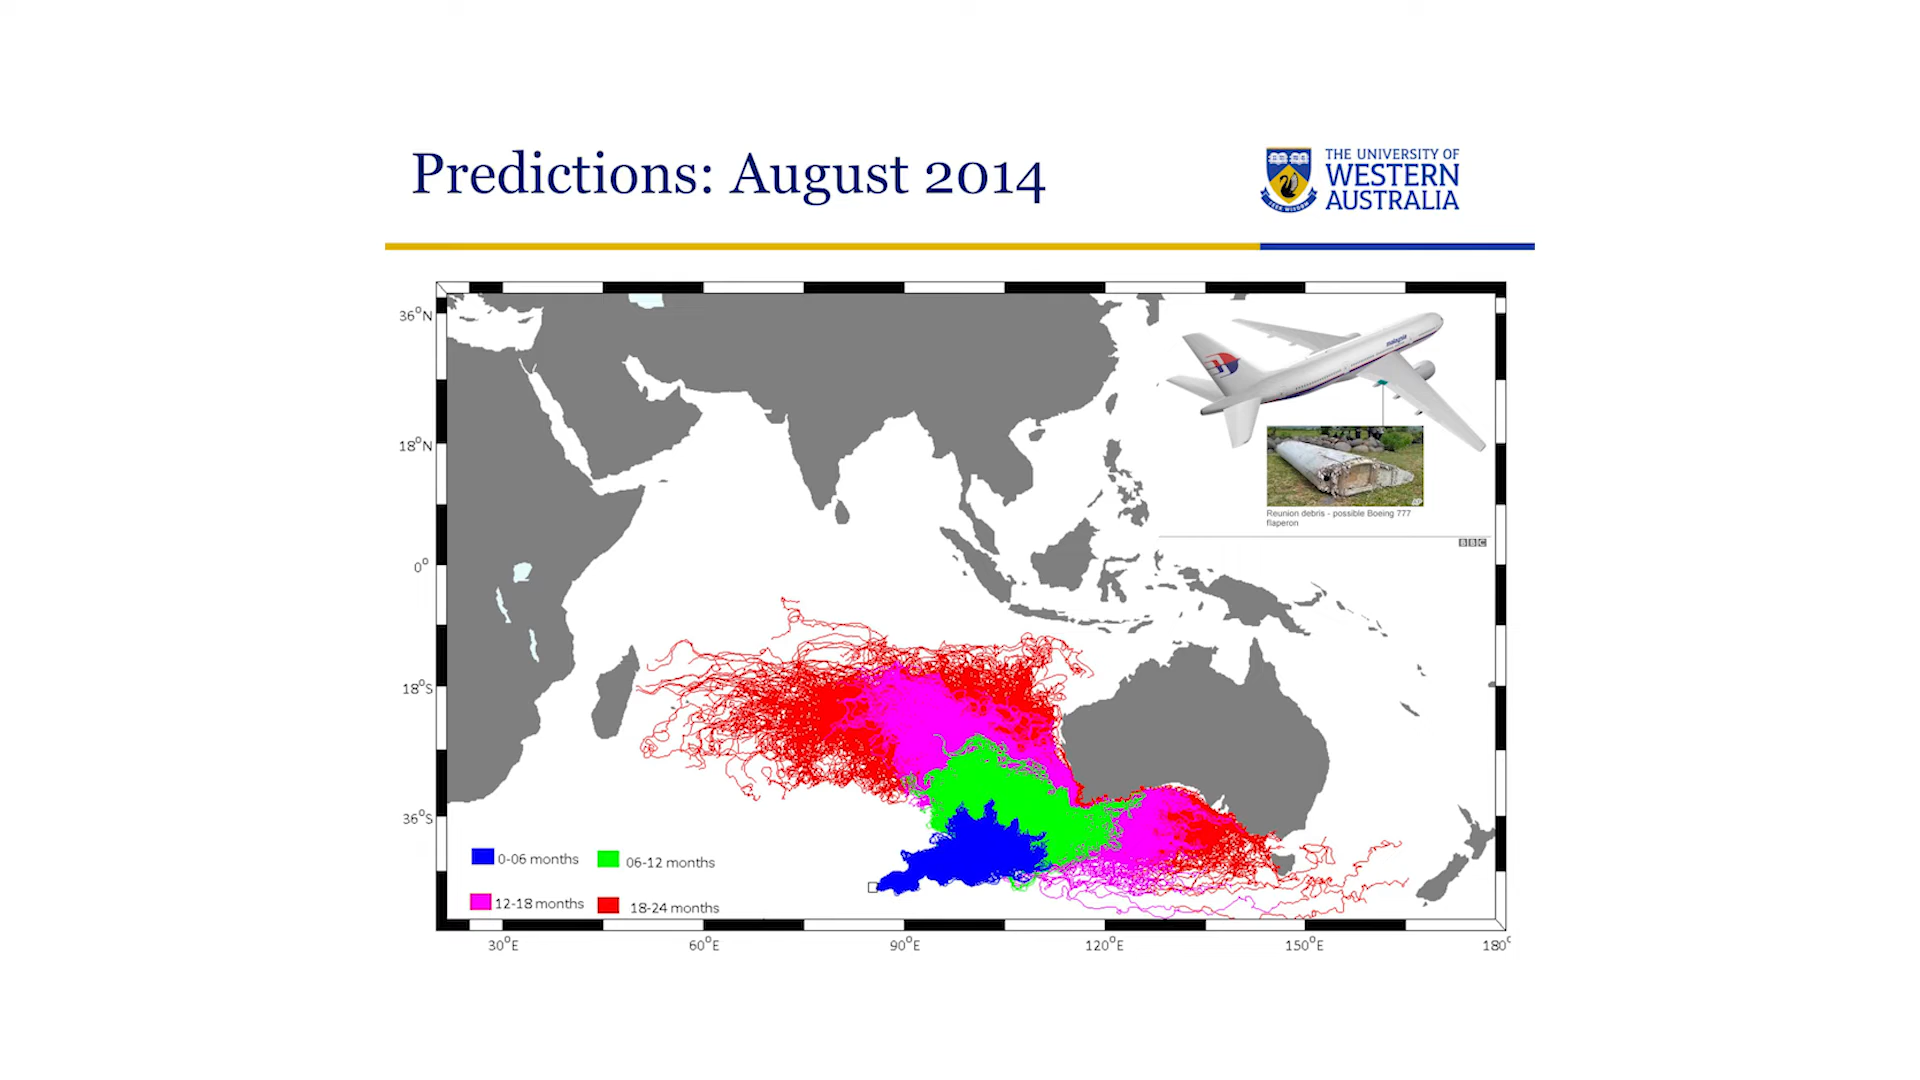 Predictions: August 2014
THE UNIVERSITY OF
WESTERN
AUSTRALIA
36°N
18°N
0°
18°S
36°S
malaysia
AP
Reunion debris - possible Boeing 777
flaperon
BBC
0-06 months
06-12 months
12-18 months
18-24 months
30°E
60°E
90°E
120°E
150°E
180°